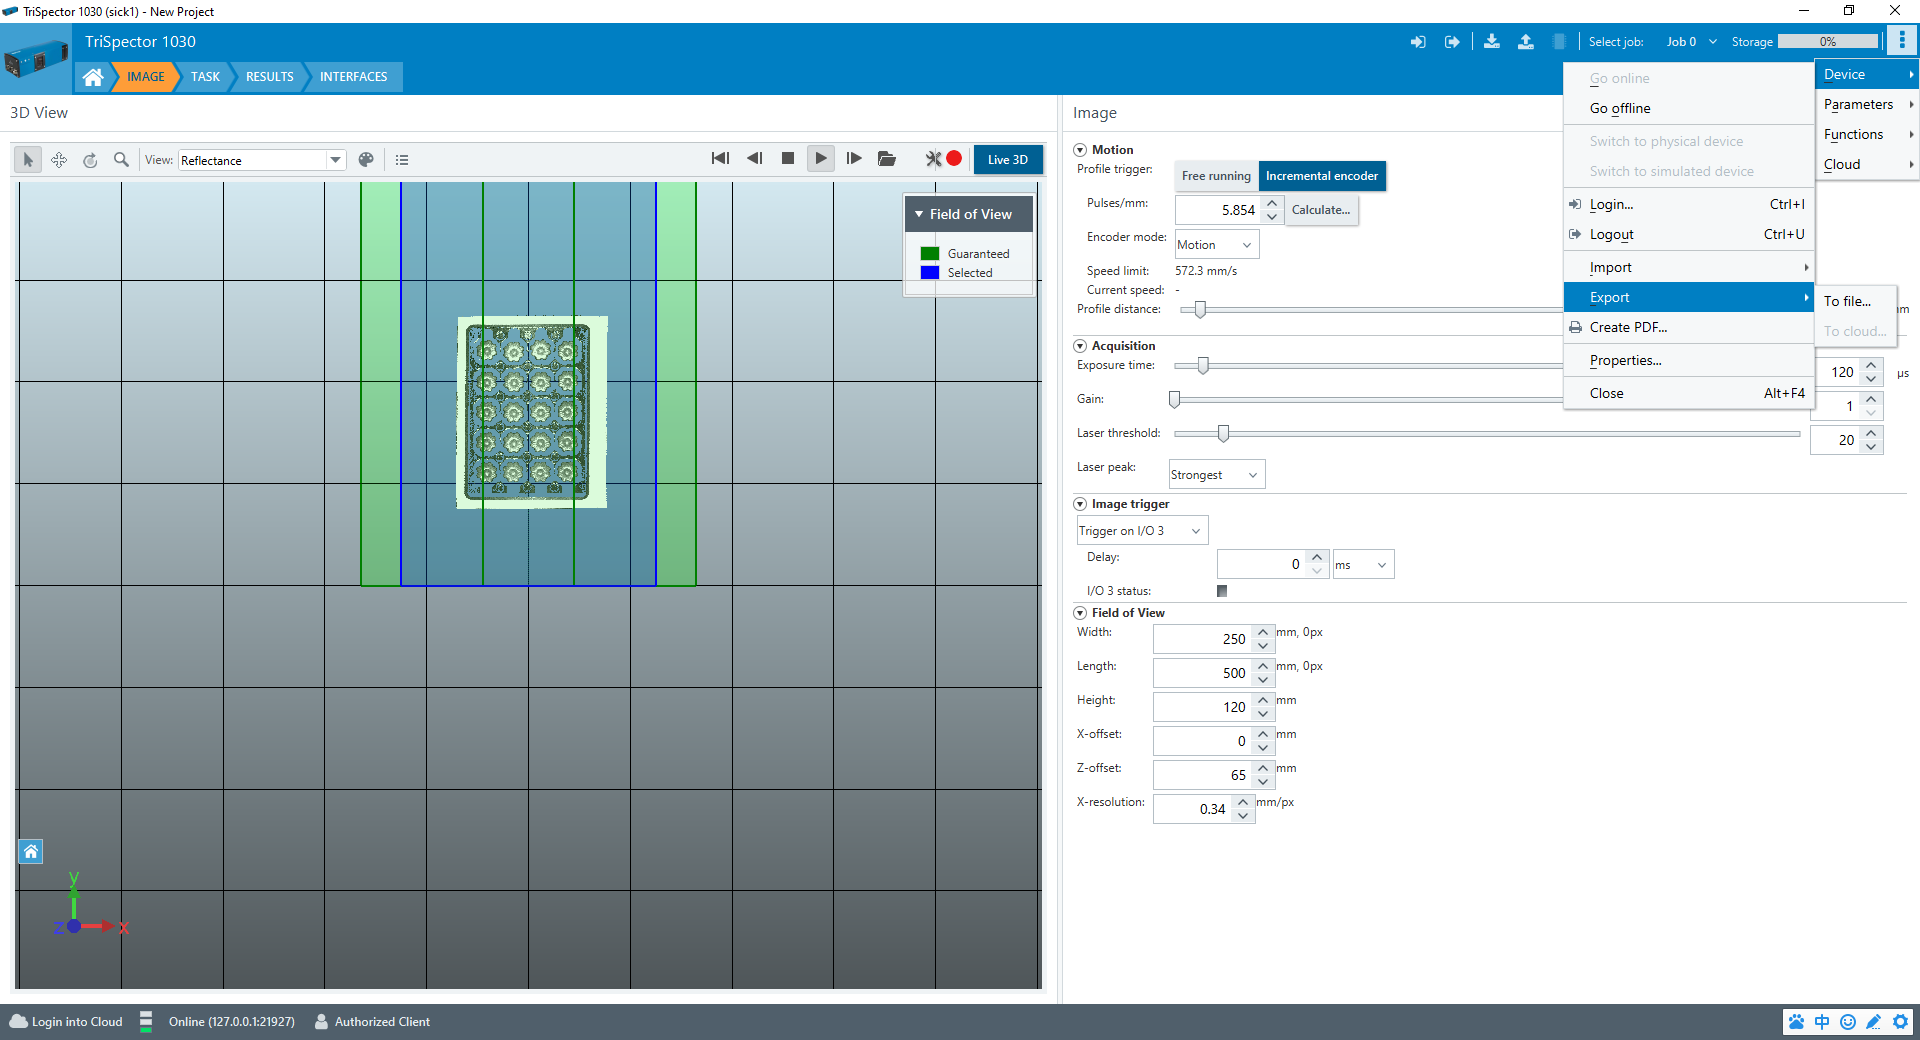 TriSpector 1030 (sick1) - New Project
TriSpector 1030
Select job:
Job 0
Storage
0%
IMAGE
TASK
RESULTS
INTERFACES
Device
Parameters
Functions
Cloud
Go online
Go offline
Switch to physical device
Switch to simulated device
Login... Ctrl+I
Logout Ctrl+U
Import
Export
To file...
To cloud...
Create PDF...
Properties...
Close Alt+F4
3D View
View: Reflectance
Live 3D
Field of View
Guaranteed
Selected
y
z
x
Image
Motion
Profile trigger: Free running Incremental encoder
Pulses/mm: 5.854 Calculate...
Encoder mode: Motion
Speed limit: 572.3 mm/s
Current speed: -
Profile distance:
Acquisition
Exposure time: 120 µs
Gain: 1
Laser threshold: 20
Laser peak: Strongest
Image trigger
Trigger on I/O 3
Delay: 0 ms
I/O 3 status:
Field of View
Width: 250 mm, 0px
Length: 500 mm, 0px
Height: 120 mm
X-offset: 0 mm
Z-offset: 65 mm
X-resolution: 0.34 mm/px
Login into Cloud
Online (127.0.0.1:21927)
Authorized Client
中